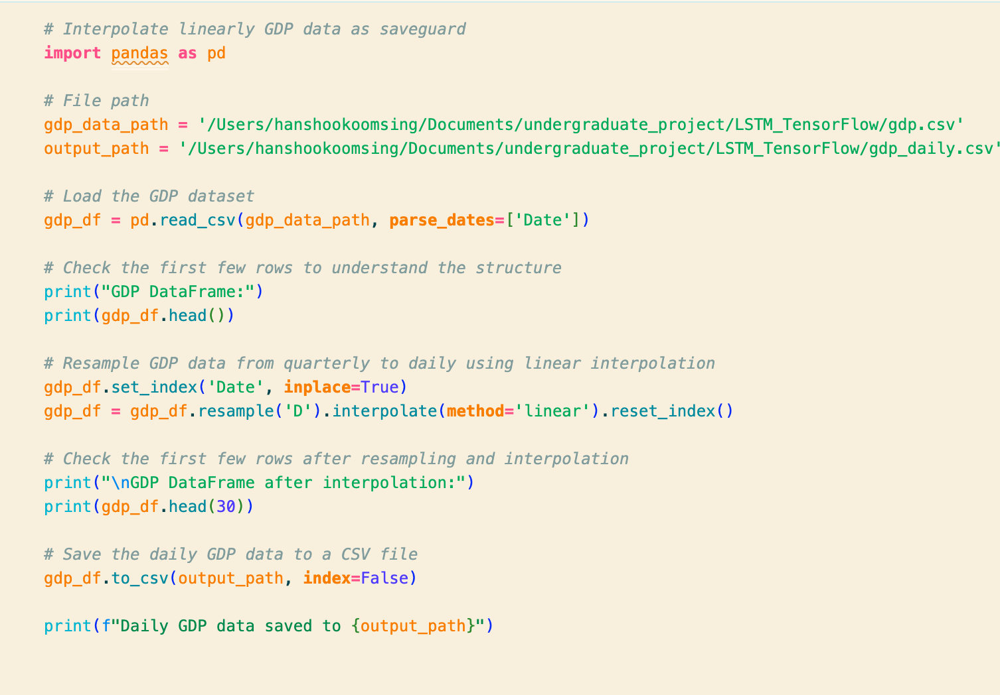 # Interpolate linearly GDP data as saveguard
import pandas as pd
# File path
gdp_data_path = '/Users/hanshookoomsing/Documents/undergraduate_project/LSTM_TensorFlow/gdp.csv'
output_path = '/Users/hanshookoomsing/Documents/undergraduate_project/LSTM_TensorFlow/gdp_daily.csv'
# Load the GDP dataset
gdp_df = pd.read_csv(gdp_data_path, parse_dates=['Date'])
# Check the first few rows to understand the structure
print("GDP DataFrame:")
print(gdp_df.head())
# Resample GDP data from quarterly to daily using linear interpolation
gdp_df.set_index('Date', inplace=True)
gdp_df = gdp_df.resample('D').interpolate(method='linear').reset_index()
# Check the first few rows after resampling and interpolation
print("\nGDP DataFrame after interpolation:")
print(gdp_df.head(30))
# Save the daily GDP data to a CSV file
gdp_df.to_csv(output_path, index=False)
print(f"Daily GDP data saved to {output_path}")